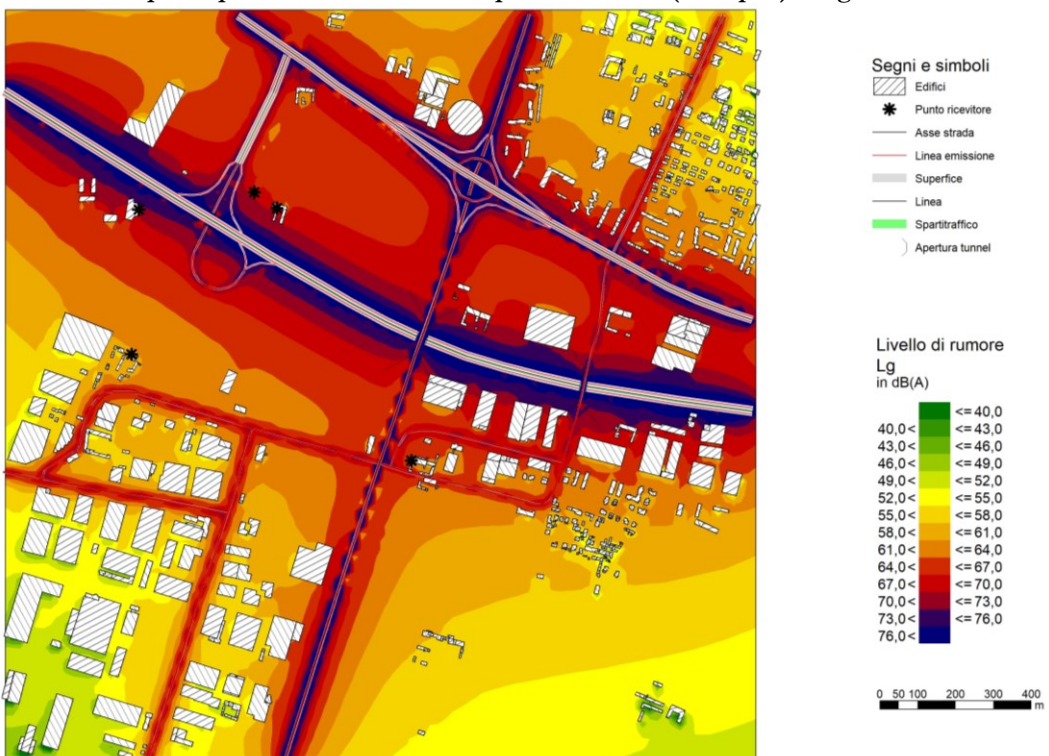 Segni e simboli
Edifici
Punto ricevitore
Asse strada
Linea emissione
Superfice
Linea
Spartitraffico
Apertura tunnel
Livello di rumore
Lg
in dB(A)
<= 40,0
40,0< <= 43,0
43,0< <= 46,0
46,0< <= 49,0
49,0< <= 52,0
52,0< <= 55,0
55,0< <= 58,0
58,0< <= 61,0
61,0< <= 64,0
64,0< <= 67,0
67,0< <= 70,0
70,0< <= 73,0
73,0< <= 76,0
76,0<
0 50 100 200 300 400
m